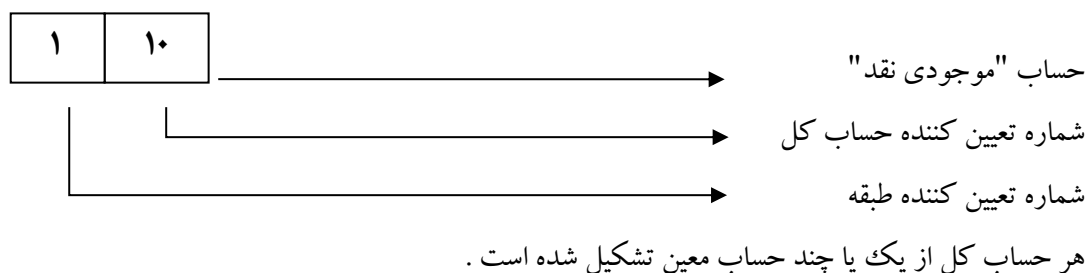 ۱ ۱۰
حساب "موجودی نقد"
شماره تعیین کننده حساب کل
شماره تعیین کننده طبقه
هر حساب کل از یک یا چند حساب معین تشکیل شده است .